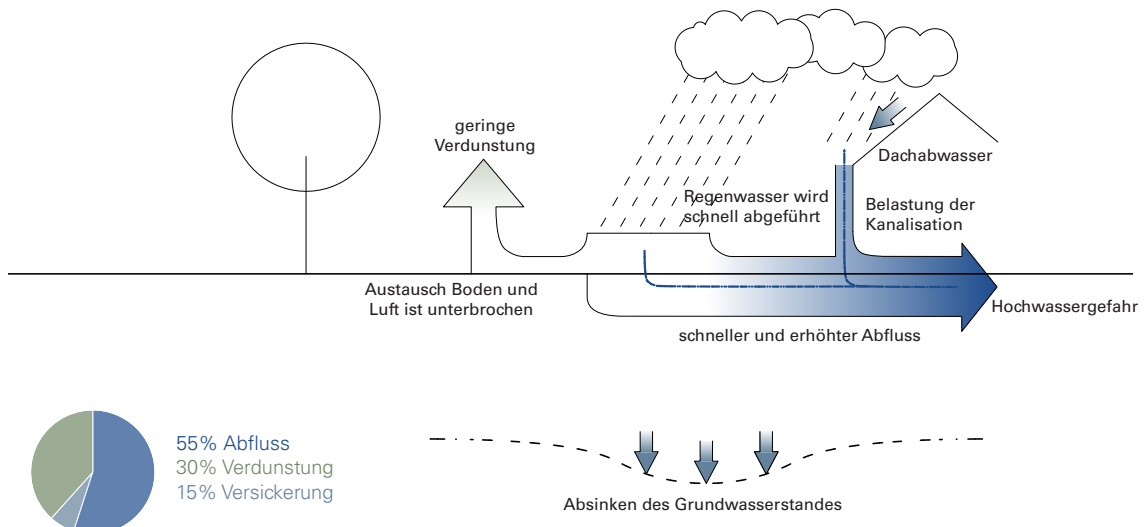 geringe
Verdunstung
Dachabwasser
Regenwasser wird
schnell abgeführt
Belastung der
Kanalisation
Austausch Boden und
Luft ist unterbrochen
Hochwassergefahr
schneller und erhöhter Abfluss
55% Abfluss
30% Verdunstung
15% Versickerung
Absinken des Grundwasserstandes